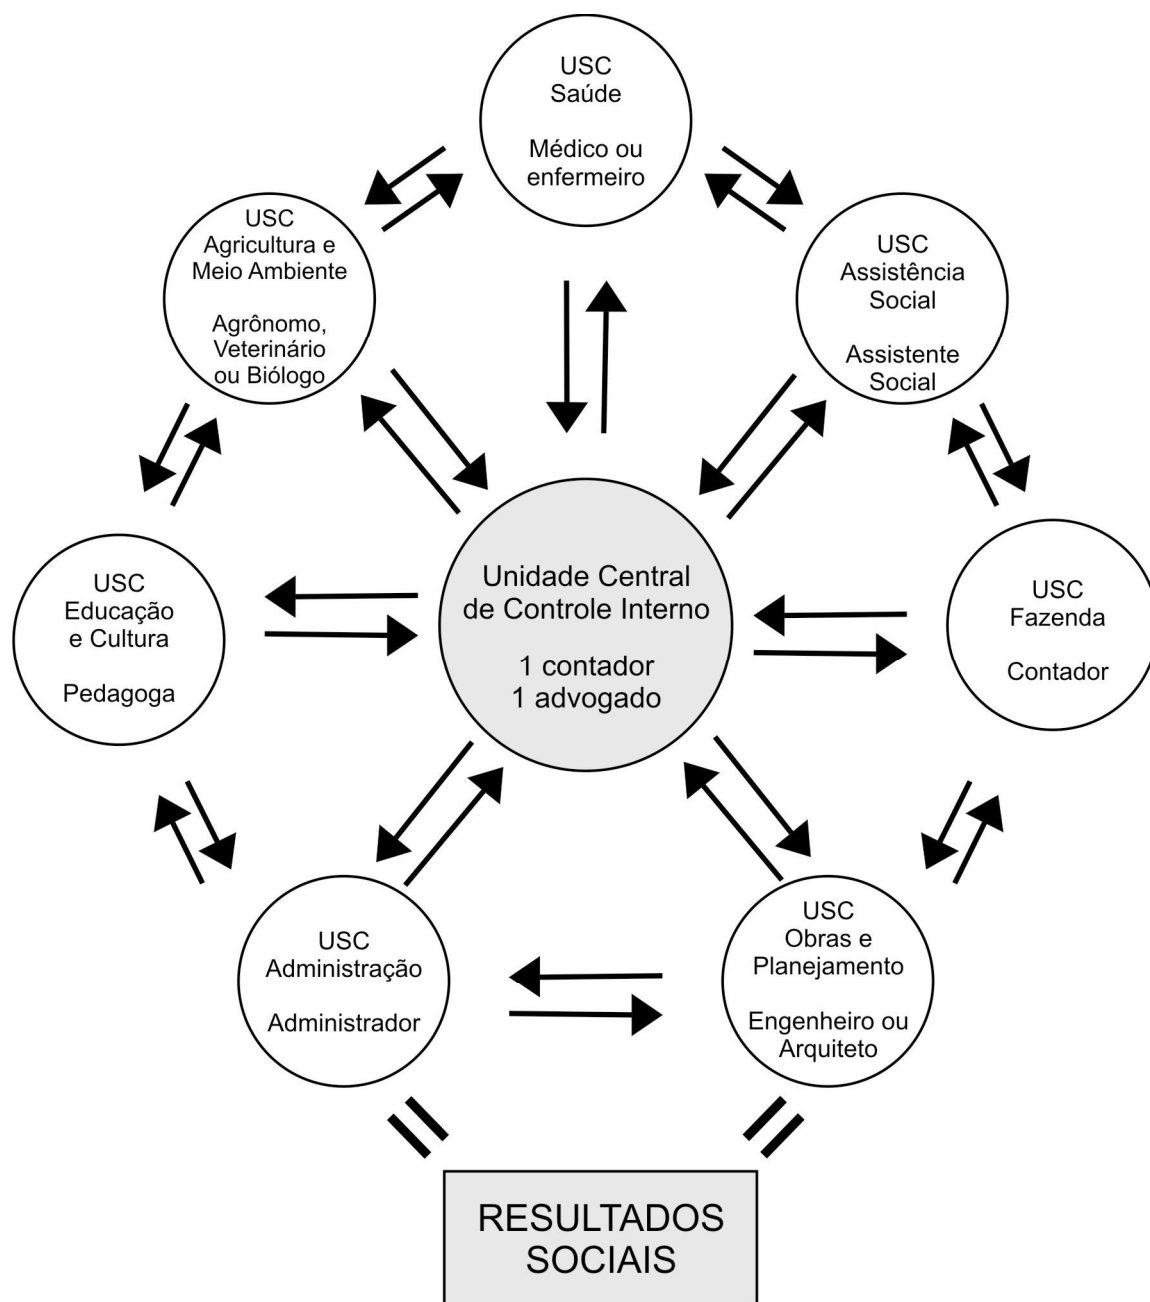 USC
Saúde
Médico ou
enfermeiro
USC
Agricultura e
Meio Ambiente
Agrônomo,
Veterinário
ou Biólogo
USC
Assistência
Social
Assistente
Social
USC
Educação
e Cultura
Pedagoga
Unidade Central
de Controle Interno
1 contador
1 advogado
USC
Fazenda
Contador
USC
Administração
Administrador
USC
Obras e
Planejamento
Engenheiro ou
Arquiteto
RESULTADOS
SOCIAIS